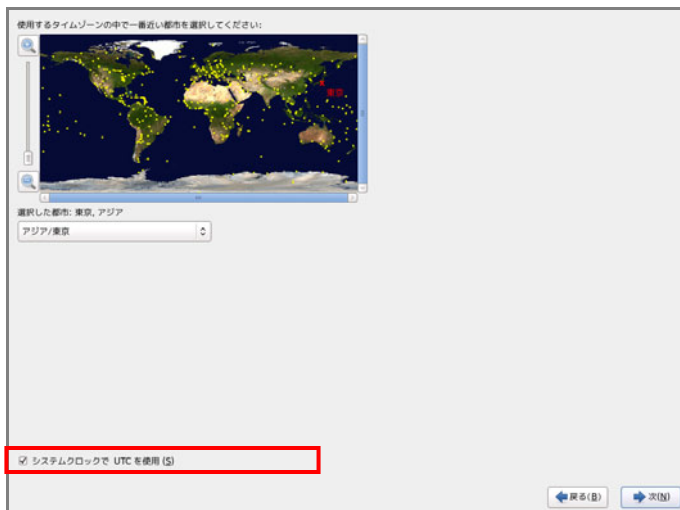 使用するタイムゾーンの中で一番近い都市を選択してください:
東京
選択した都市: 東京, アジア
アジア/東京
システムクロックで UTC を使用 (S)
戻る(B)
次(N)